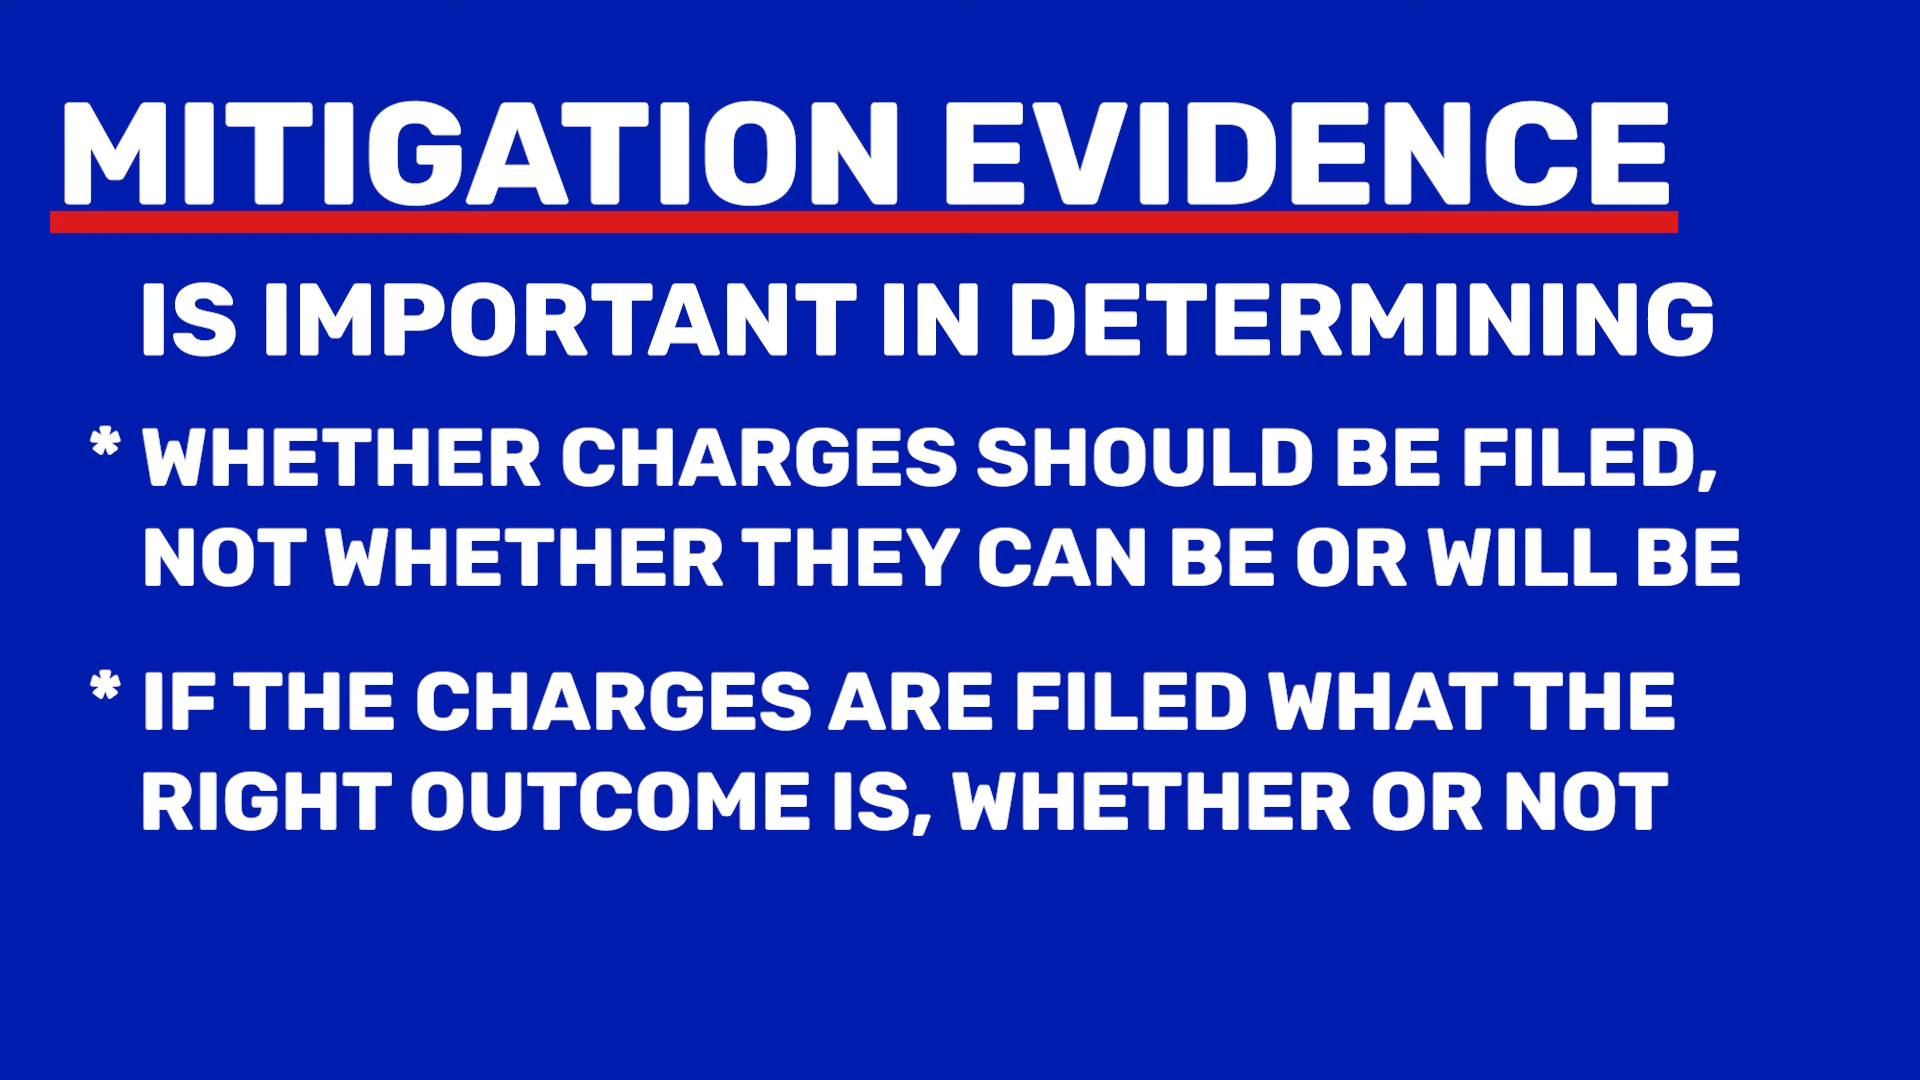 MITIGATION EVIDENCE
IS IMPORTANT IN DETERMINING
* WHETHER CHARGES SHOULD BE FILED,
NOT WHETHER THEY CAN BE OR WILL BE
* IF THE CHARGES ARE FILED WHAT THE
RIGHT OUTCOME IS, WHETHER OR NOT